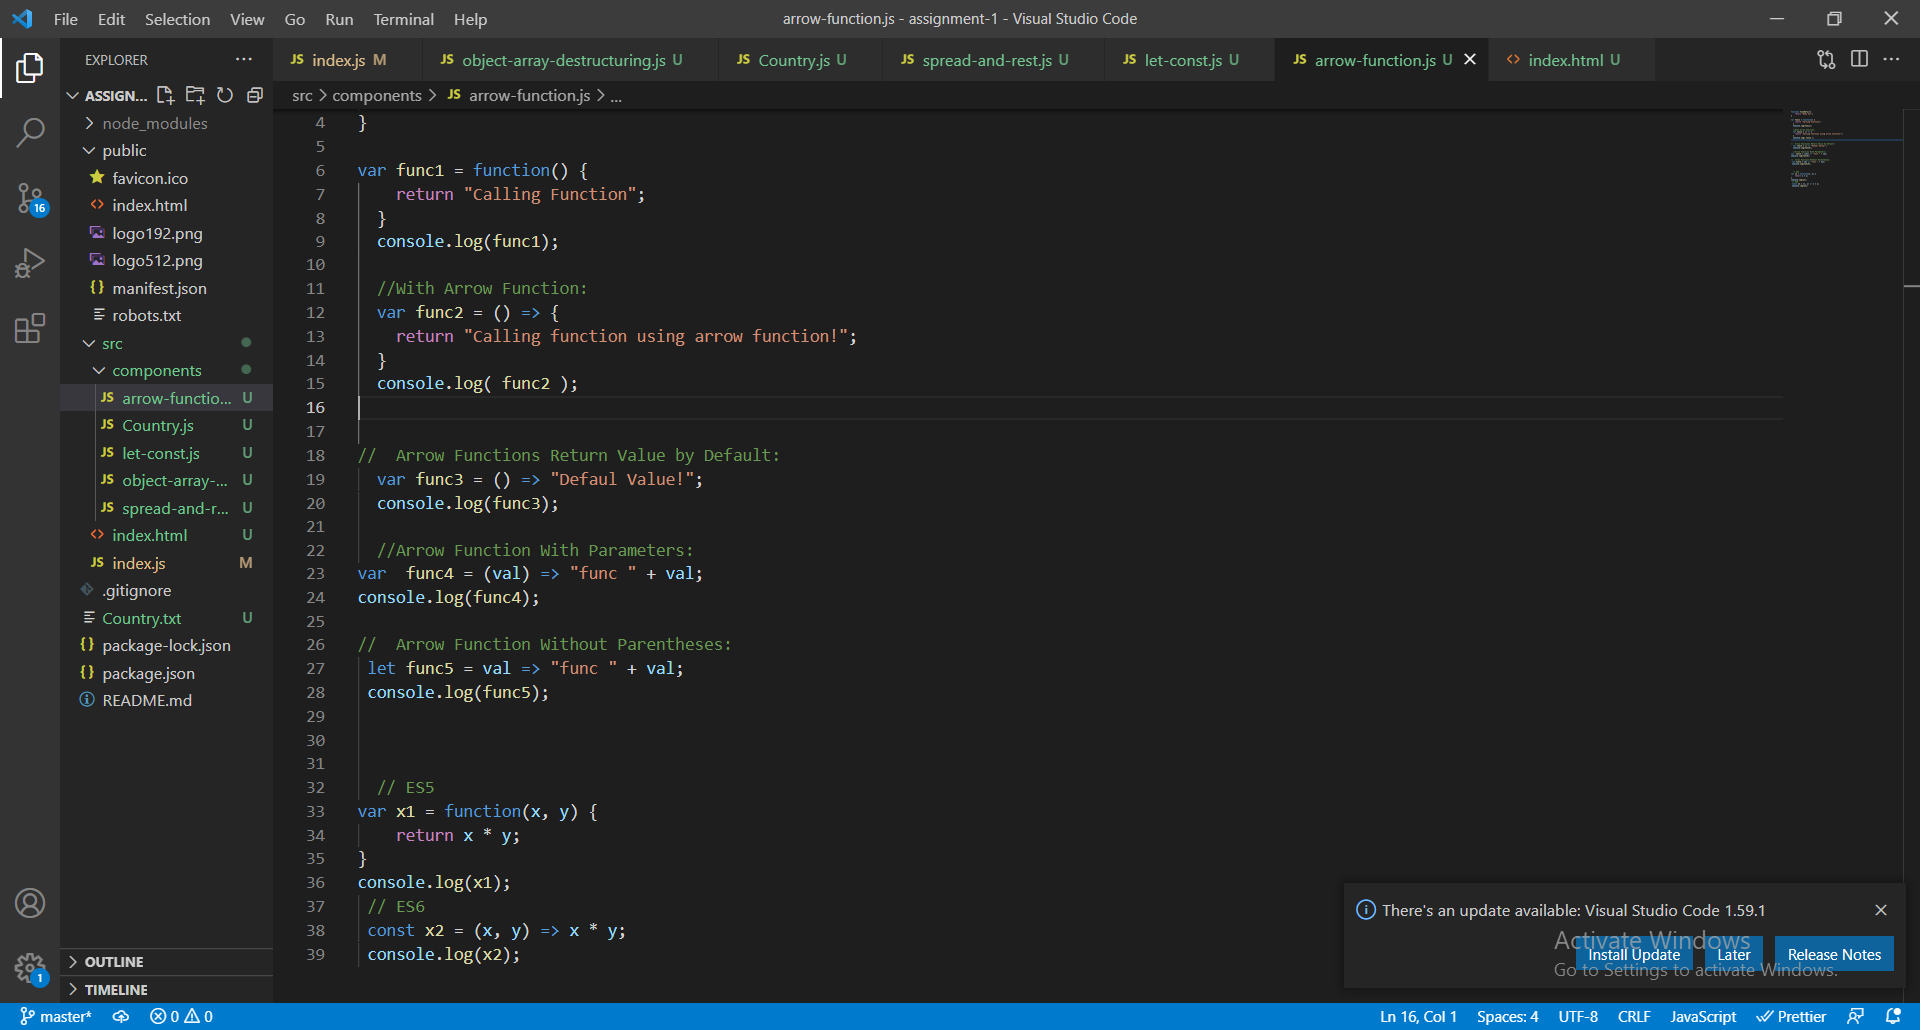 File Edit Selection View Go Run Terminal Help
arrow-function.js - assignment-1 - Visual Studio Code
EXPLORER
ASSIGN...
node_modules
public
favicon.ico
index.html
logo192.png
logo512.png
manifest.json
robots.txt
src
components
JS arrow-functio... U
JS Country.js U
JS let-const.js U
JS object-array-... U
JS spread-and-r... U
index.html U
JS index.js M
.gitignore
Country.txt U
package-lock.json
package.json
README.md
OUTLINE
TIMELINE
16
1
JS index.js M JS object-array-destructuring.js U JS Country.js U JS spread-and-rest.js U JS let-const.js U JS arrow-function.js U <> index.html U
src > components > JS arrow-function.js > ...
4 }
5
6 var func1 = function() {
7 return "Calling Function";
8 }
9 console.log(func1);
10
11 //With Arrow Function:
12 var func2 = () => {
13 return "Calling function using arrow function!";
14 }
15 console.log( func2 );
16
17
18 // Arrow Functions Return Value by Default:
19 var func3 = () => "Defaul Value!";
20 console.log(func3);
21
22 //Arrow Function With Parameters:
23 var func4 = (val) => "func " + val;
24 console.log(func4);
25
26 // Arrow Function Without Parentheses:
27 let func5 = val => "func " + val;
28 console.log(func5);
29
30
31
32 // ES5
33 var x1 = function(x, y) {
34 return x * y;
35 }
36 console.log(x1);
37 // ES6
38 const x2 = (x, y) => x * y;
39 console.log(x2);
There's an update available: Visual Studio Code 1.59.1
Install Update Later Release Notes
Activate Windows
Go to Settings to activate Windows.
master* 0 0 Ln 16, Col 1 Spaces: 4 UTF-8 CRLF JavaScript Prettier